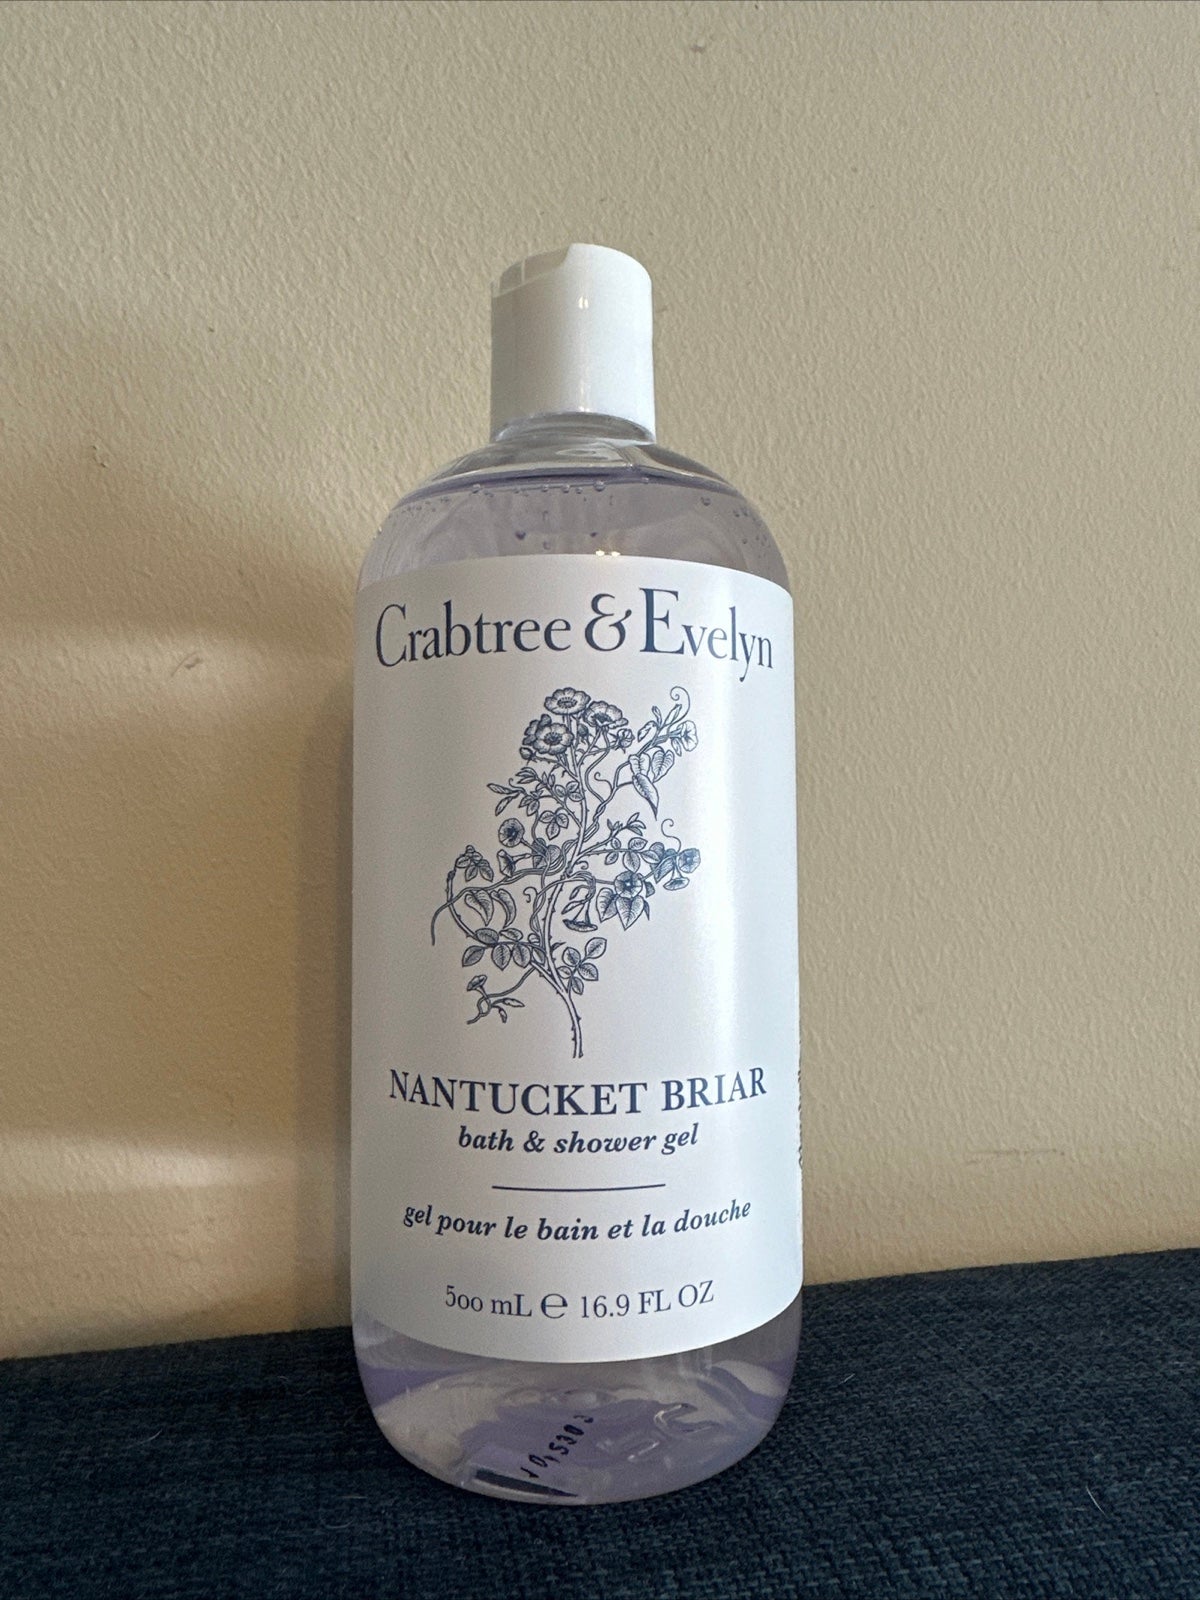 Crabtree & Evelyn
NANTUCKET BRIAR
bath & shower gel
gel pour le bain et la douche
500 mL ℮ 16.9 FL OZ